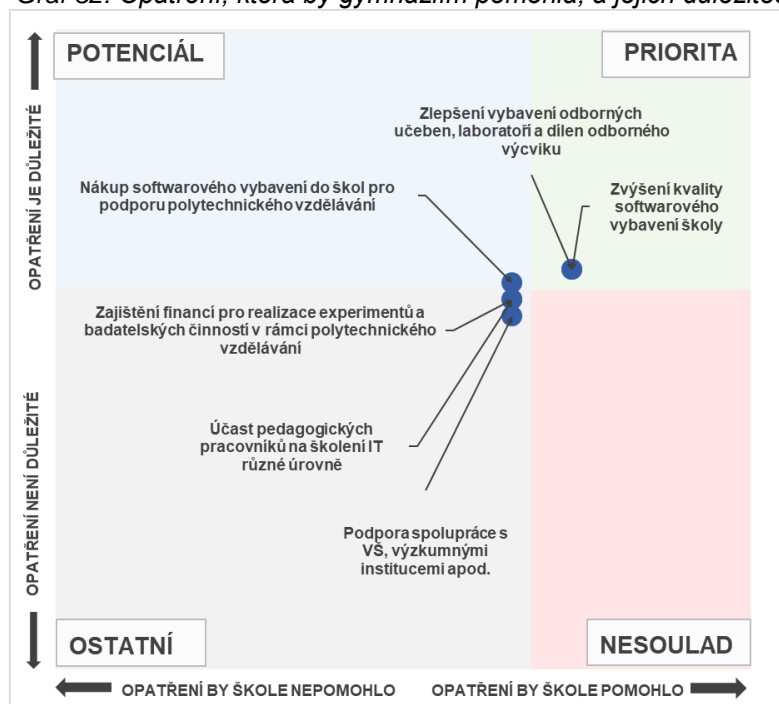 Graf 82: Opatření, která by gymnáziím pomohla, a jejich důležitost
POTENCIÁL
PRIORITA
Zlepšení vybavení odborných
učeben, laboratoří a dílen odborného
výcviku
Nákup softwarového vybavení do škol pro
podporu polytechnického vzdělávání
Zvýšení kvality
softwarového
vybavení školy
Zajištění financí pro realizace experimentů a
badatelských činností v rámci polytechnického
vzdělávání
Účast pedagogických
pracovníků na školení IT
různé úrovně
Podpora spolupráce s
VŠ, výzkumnými
institucemi apod.
OPATŘENÍ JE DŮLEŽITÉ
OPATŘENÍ NENÍ DŮLEŽITÉ
OSTATNÍ
NESOULAD
OPATŘENÍ BY ŠKOLE NEPOMOHLO
OPATŘENÍ BY ŠKOLE POMOHLO